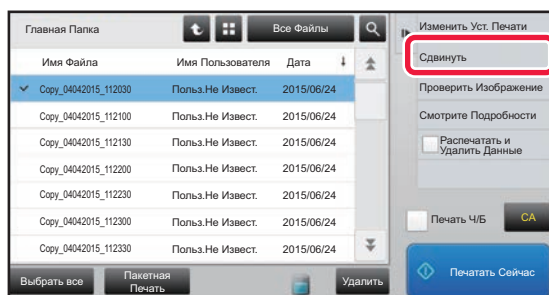 Главная Папка
Все Файлы
Имя Файла Имя Пользователя Дата
Copy_04042015_112030 Польз.Не Извест. 2015/06/24
Copy_04042015_112100 Польз.Не Извест. 2015/06/24
Copy_04042015_112130 Польз.Не Извест. 2015/06/24
Copy_04042015_112200 Польз.Не Извест. 2015/06/24
Copy_04042015_112230 Польз.Не Извест. 2015/06/24
Copy_04042015_112300 Польз.Не Извест. 2015/06/24
Copy_04042015_112330 Польз.Не Извест. 2015/06/24
Выбрать все
Пакетная
Печать
Удалить
Изменить Уст. Печати
Сдвинуть
Проверить Изображение
Смотрите Подробности
Распечатать и
Удалить Данные
Печать Ч/Б
CA
Печатать Сейчас